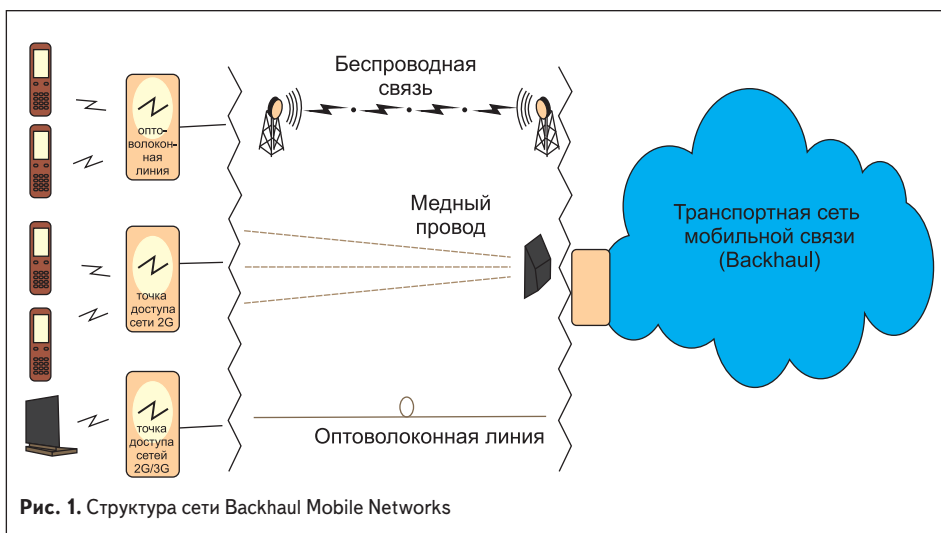 Беспроводная
связь
опто-
волокон-
ная
линия
Медный
провод
Транспортная сеть
мобильной связи
(Backhaul)
точка
доступа
сети 2G
точка
доступа
сетей
2G/3G
Оптоволоконная линия
Рис. 1. Структура сети Backhaul Mobile Networks